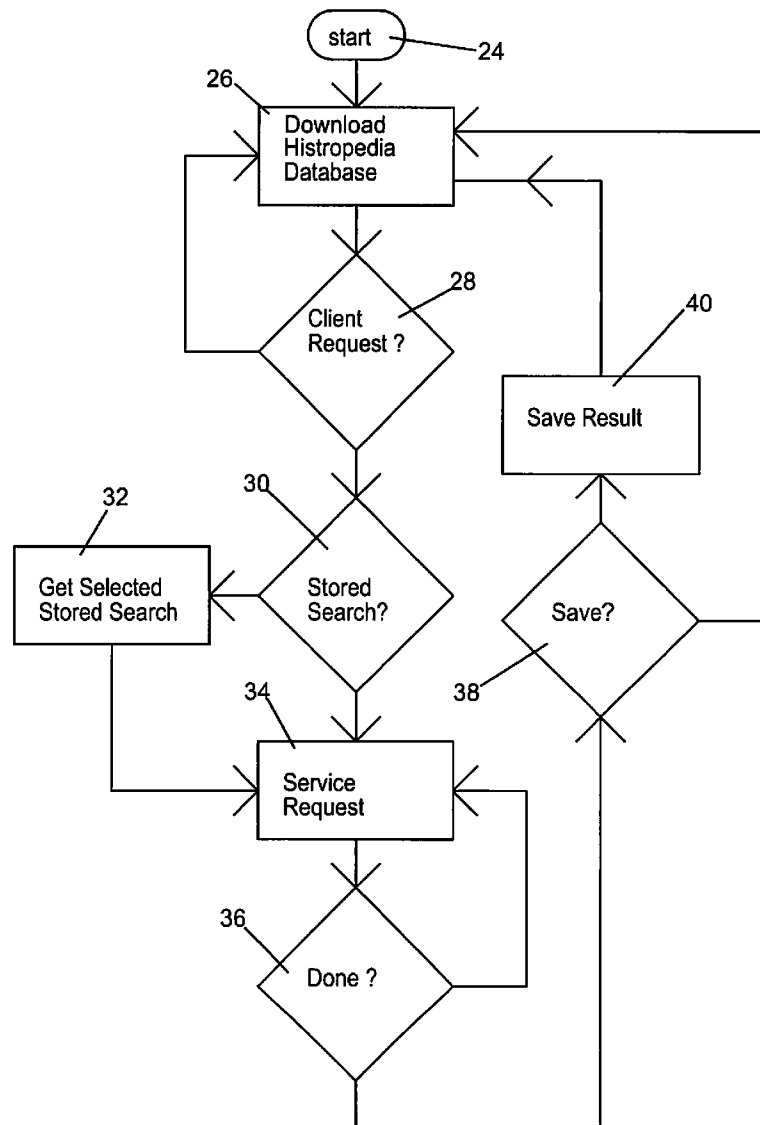 start
24
26
Download
Histropedia
Database
28
Client
Request ?
40
Save Result
30
32
Stored
Search?
Get Selected
Stored Search
Save?
38
34
Service
Request
36
Done ?